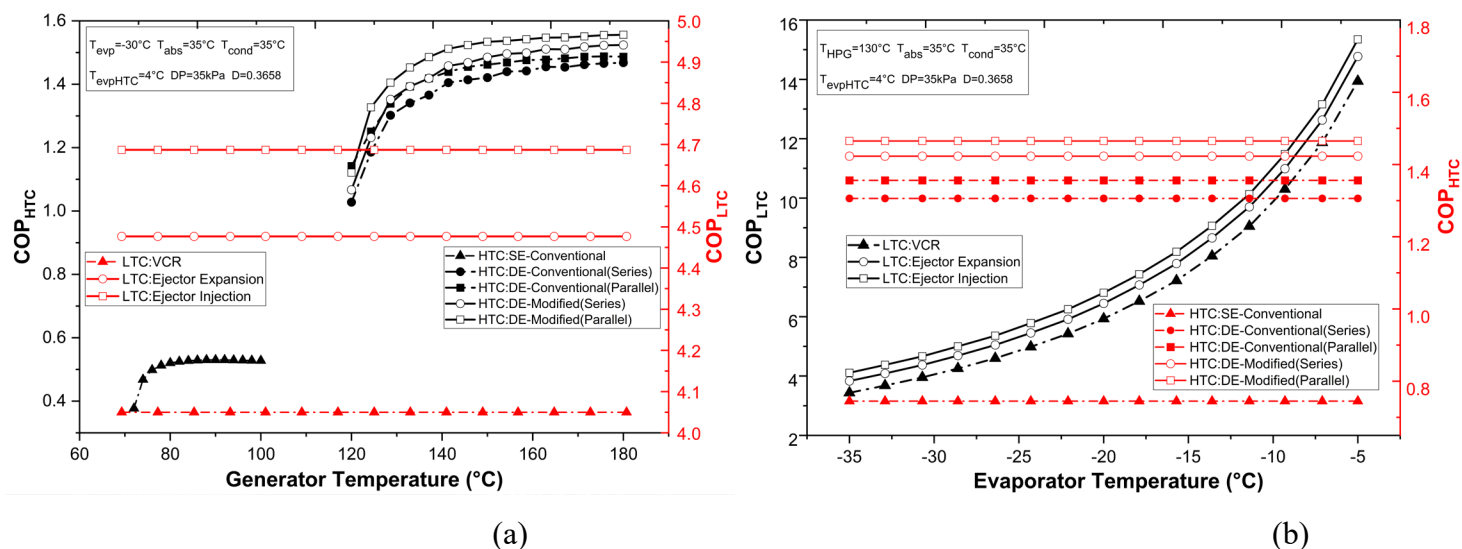 T_evp=-30°C T_abs=35°C T_cond=35°C
T_evpHTC=4°C DP=35kPa D=0.3658
COP_HTC
1.6
1.4
1.2
1.0
0.8
0.6
0.4
LTC:VCR
LTC:Ejector Expansion
LTC:Ejector Injection
HTC:SE-Conventional
HTC:DE-Conventional(Series)
HTC:DE-Conventional(Parallel)
HTC:DE-Modified(Series)
HTC:DE-Modified(Parallel)
5.0
4.9
4.8
4.7
4.6
4.5
4.4
4.3
4.2
4.1
4.0
COP_LTC
60 80 100 120 140 160 180
Generator Temperature (°C)
(a)
T_HPG=130°C T_abs=35°C T_cond=35°C
T_evpHTC=4°C DP=35kPa D=0.3658
COP_LTC
16
14
12
10
8
6
4
2
LTC:VCR
LTC:Ejector Expansion
LTC:Ejector Injection
HTC:SE-Conventional
HTC:DE-Conventional(Series)
HTC:DE-Conventional(Parallel)
HTC:DE-Modified(Series)
HTC:DE-Modified(Parallel)
1.8
1.6
1.4
1.2
1.0
0.8
COP_HTC
-35 -30 -25 -20 -15 -10 -5
Evaporator Temperature (°C)
(b)